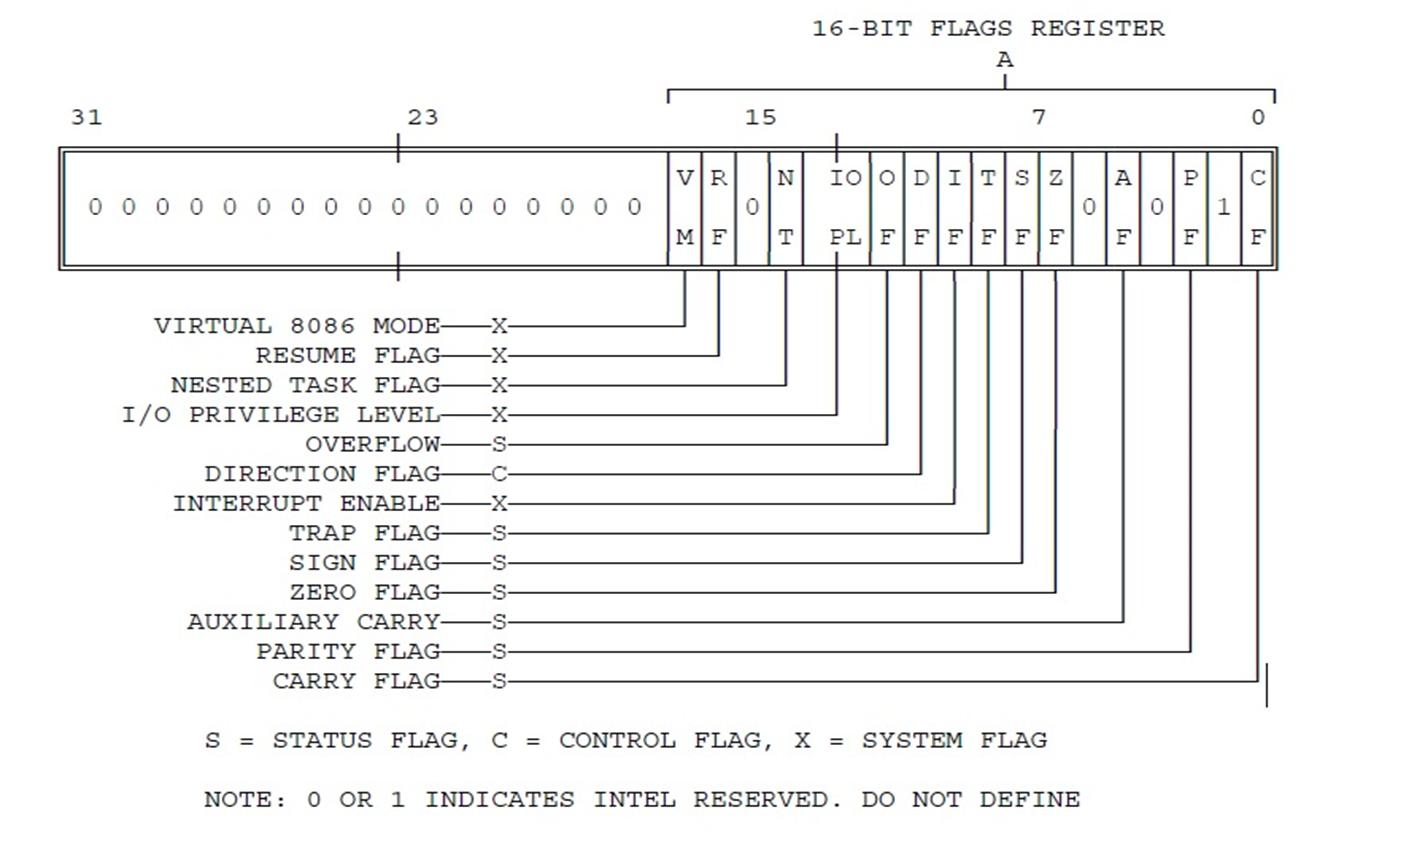 16-BIT FLAGS REGISTER
A
31 23 15 7 0
V R N IO O D I T S Z A P C
0 0 0 0 0 0 0 0 0 0 0 0 0 0 0 0 0 0 0 0 0 1
M F T PL F F F F F F F F F
VIRTUAL 8086 MODE X
RESUME FLAG X
NESTED TASK FLAG X
I/O PRIVILEGE LEVEL X
OVERFLOW S
DIRECTION FLAG C
INTERRUPT ENABLE X
TRAP FLAG S
SIGN FLAG S
ZERO FLAG S
AUXILIARY CARRY S
PARITY FLAG S
CARRY FLAG S
S = STATUS FLAG, C = CONTROL FLAG, X = SYSTEM FLAG
NOTE: 0 OR 1 INDICATES INTEL RESERVED. DO NOT DEFINE